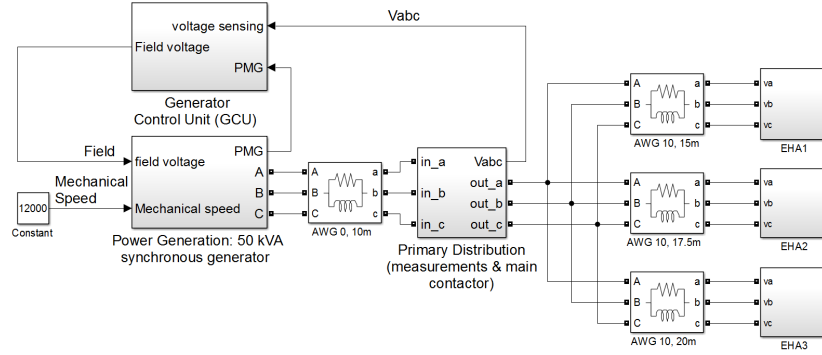 Vabc
voltage sensing
Field voltage
PMG
Generator
Control Unit (GCU)
Field
Mechanical
Speed
12000
Constant
field voltage
PMG
A
B
Mechanical speed
C
Power Generation: 50 kVA
synchronous generator
A a
B b
C c
AWG 0, 10m
in_a Vabc
out_a
in_b out_b
in_c out_c
Primary Distribution
(measurements & main
contactor)
A a
B b
C c
AWG 10, 15m
va
vb
vc
EHA1
A a
B b
C c
AWG 10, 17.5m
va
vb
vc
EHA2
A a
B b
C c
AWG 10, 20m
va
vb
vc
EHA3